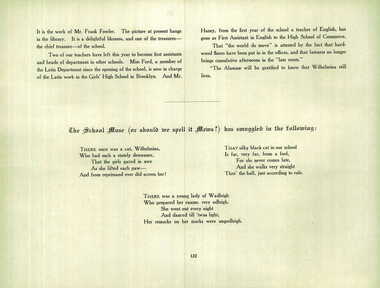 It is the work of Mr. Frank Fowler. The picture at present hangs
in the library. It is a delightful likeness, and one of the treasures—
the chief treasure—of the school.
Two of our teachers have left this year to become first assistants
and heads of department in other schools. Miss Ford, a member of
the Latin Department since the opening of the school, is now in charge
of the Latin work in the Girls' High School in Brooklyn. And Mr.
Haney, from the first year of the school a teacher of English, has
gone as First Assistant in English to the High School of Commerce.
That "the world do move" is attested by the fact that hard-
wood floors have been put in in the offices, and that lateness no longer
brings cumulative afternoons in the "late room."
"The Alumnæ will be gratified to know that Wilhelmina still
lives.
The School Muse (or should we spell it Mews?) has smuggled in the following:
THERE once was a cat, Wilhelmina,
Who had such a stately demeanor,
That the girls gazed in awe
As she lifted each paw—
And from reprimand ever did screen her!
THAT silky black cat in our school
Is far, very far, from a fool,
For she never comes late,
And she walks very straight
Thro' the hall, just according to rule.
THERE was a young lady of Wadleigh
Who prepared her exams. very odleigh.
She went out every night
And danced till 'twas light,
Her remarks on her marks were ungodleigh.
132